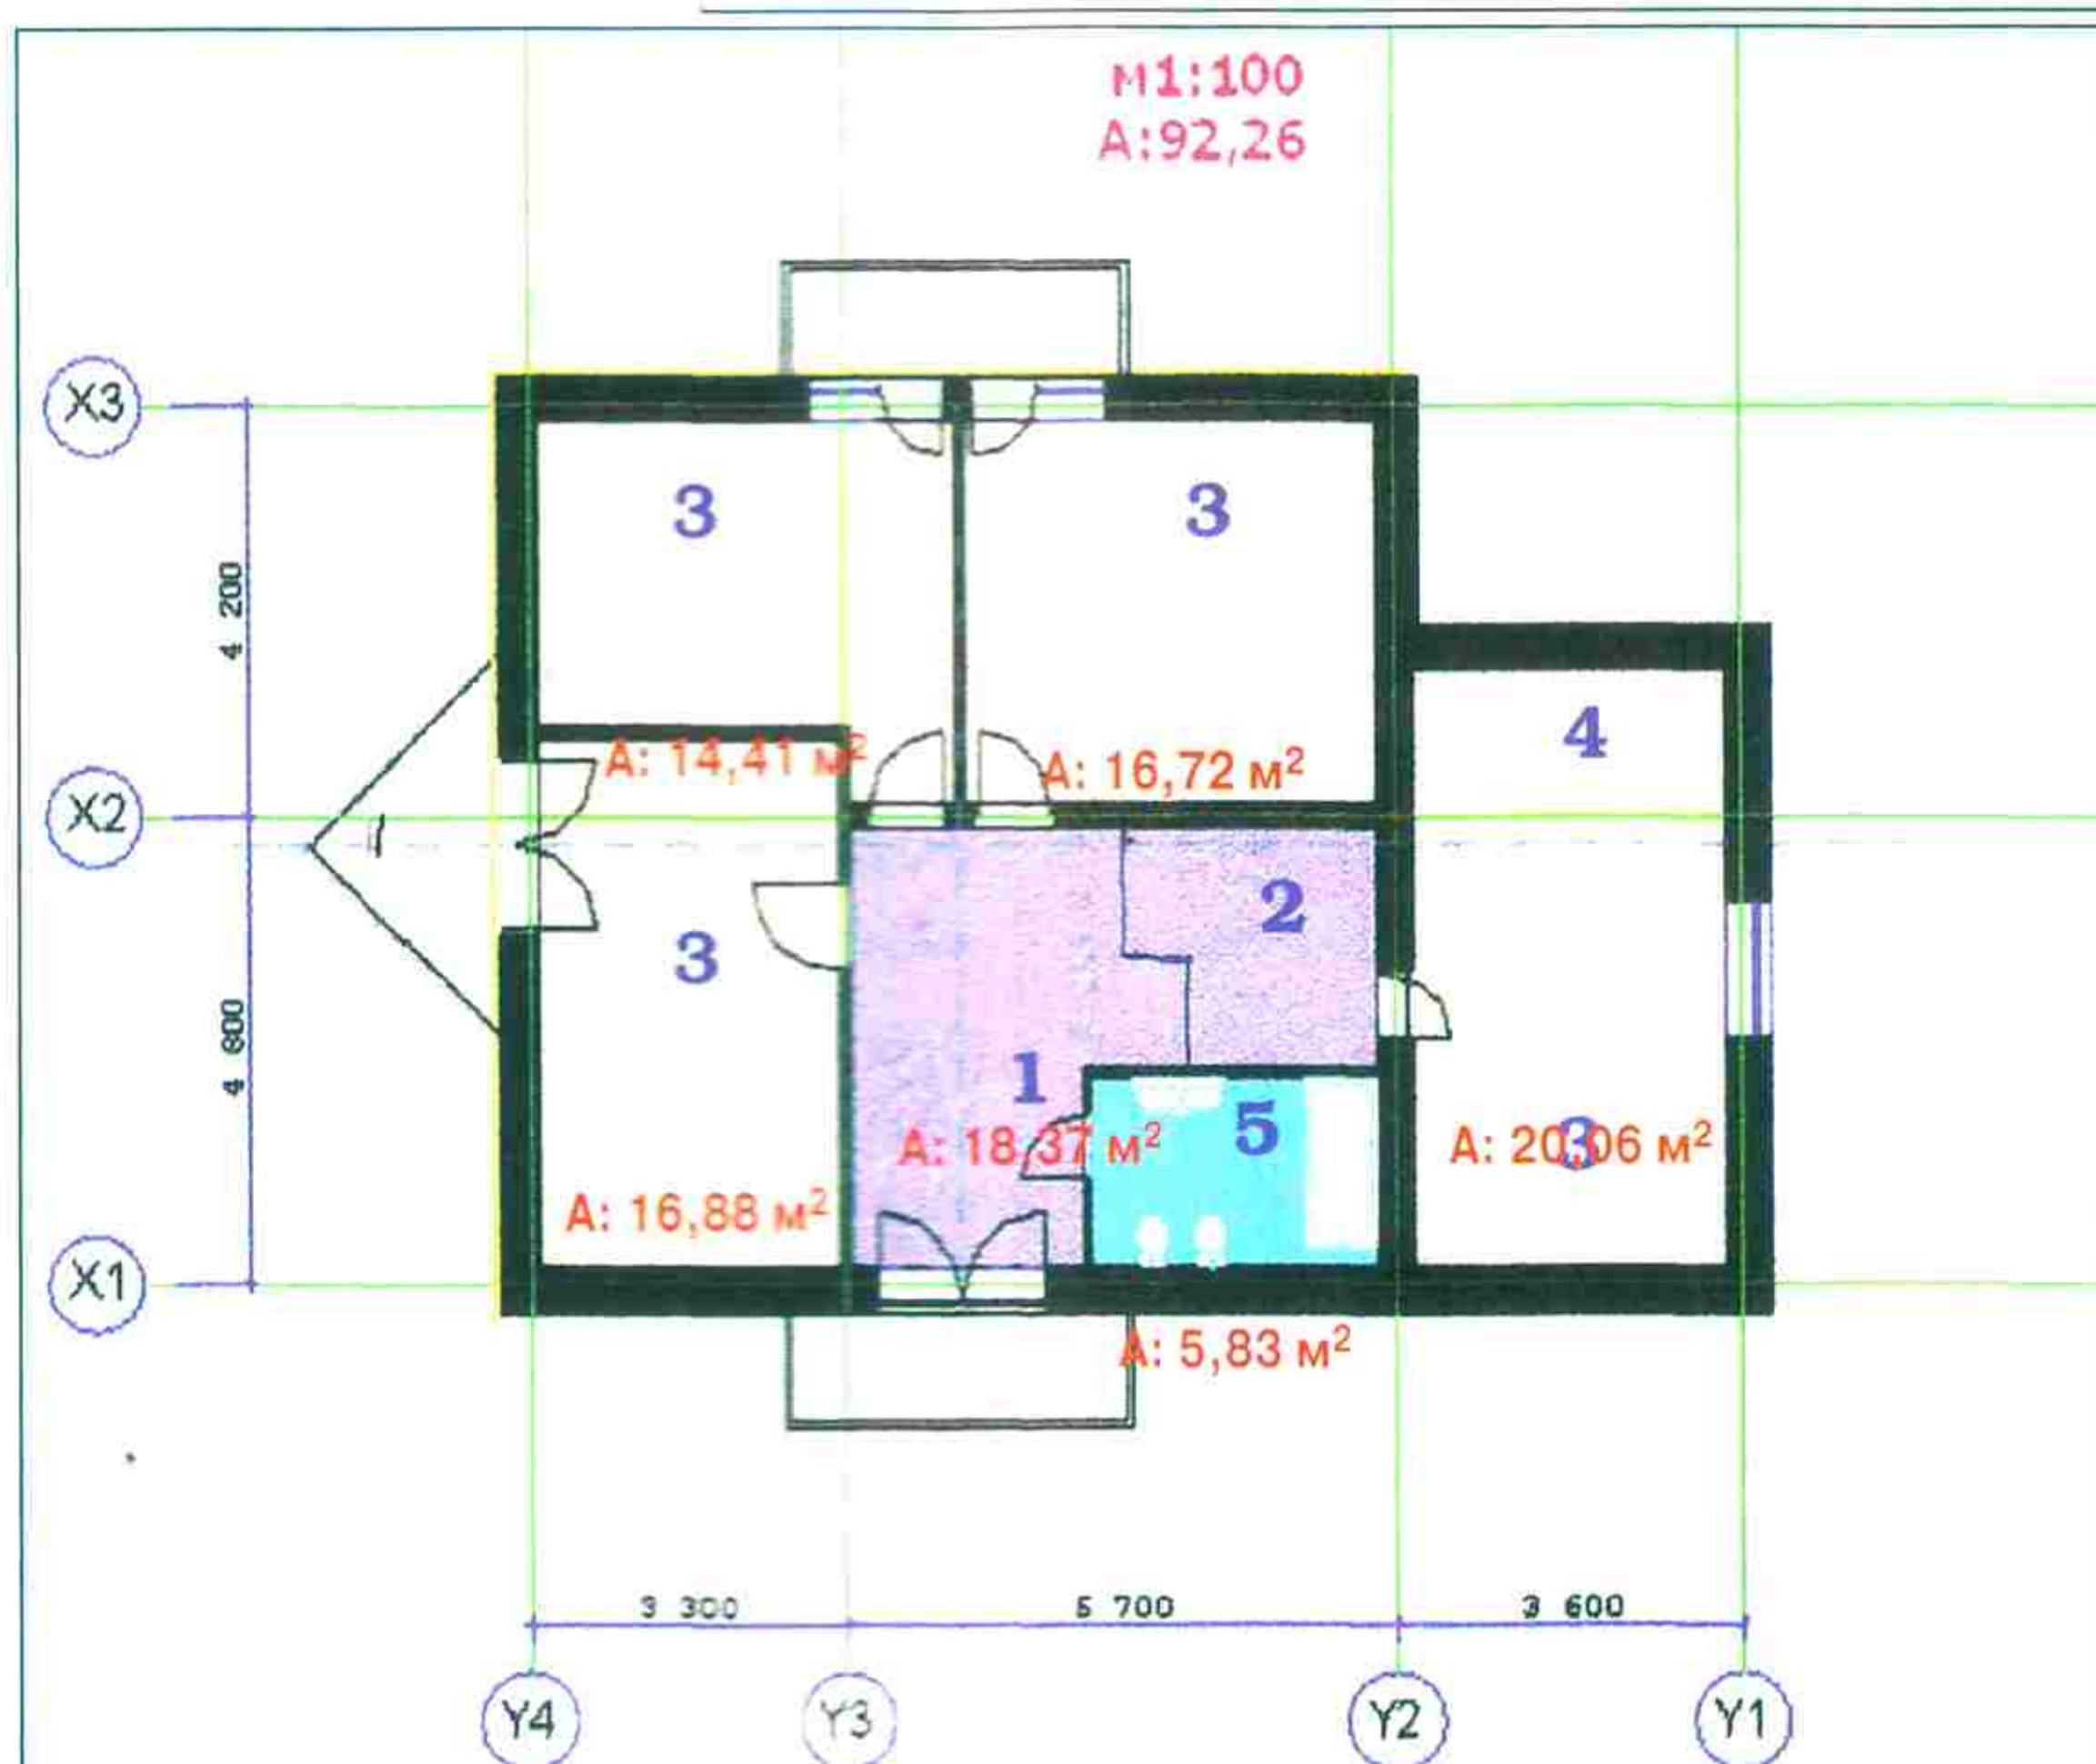 м1:100
А:92,26
X3
3
3
4 200
4
А: 14,41 м²
А: 16,72 м²
X2
2
3
4 800
1
5
А: 18,37 м²
А: 20,06 м²
3
А: 16,88 м²
X1
А: 5,83 м²
3 300
5 700
3 600
Y4
Y3
Y2
Y1